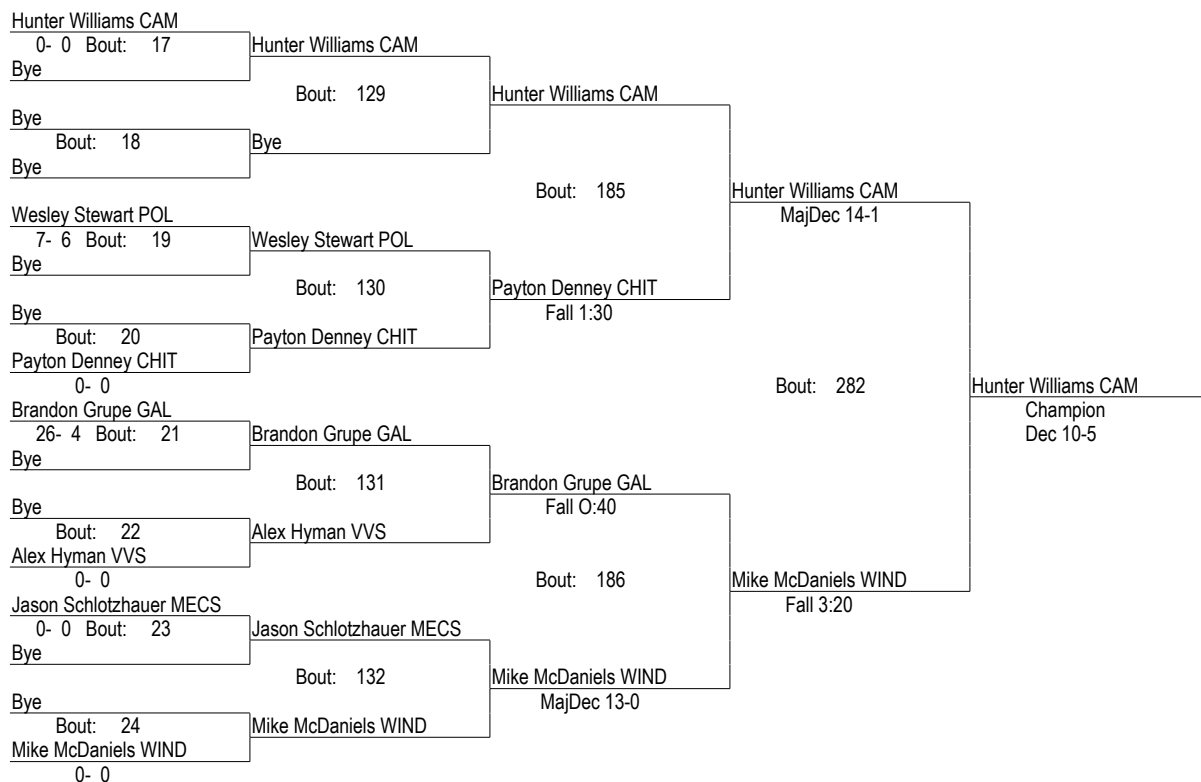 Hunter Williams CAM
0- 0 Bout: 17
Hunter Williams CAM
Bye
Bout: 129
Hunter Williams CAM
Bye
Bout: 18
Bye
Bye
Bout: 185
Hunter Williams CAM
MajDec 14-1
Wesley Stewart POL
7- 6 Bout: 19
Wesley Stewart POL
Bye
Bout: 130
Payton Denney CHIT
Fall 1:30
Bye
Bout: 20
Payton Denney CHIT
Payton Denney CHIT
0- 0
Bout: 282
Hunter Williams CAM
Champion
Dec 10-5
Brandon Grupe GAL
26- 4 Bout: 21
Brandon Grupe GAL
Bye
Bout: 131
Brandon Grupe GAL
Fall O:40
Bye
Bout: 22
Alex Hyman VVS
Alex Hyman VVS
0- 0
Bout: 186
Mike McDaniels WIND
Fall 3:20
Jason Schlotzhauer MECS
0- 0 Bout: 23
Jason Schlotzhauer MECS
Bye
Bout: 132
Mike McDaniels WIND
MajDec 13-0
Bye
Bout: 24
Mike McDaniels WIND
Mike McDaniels WIND
0- 0